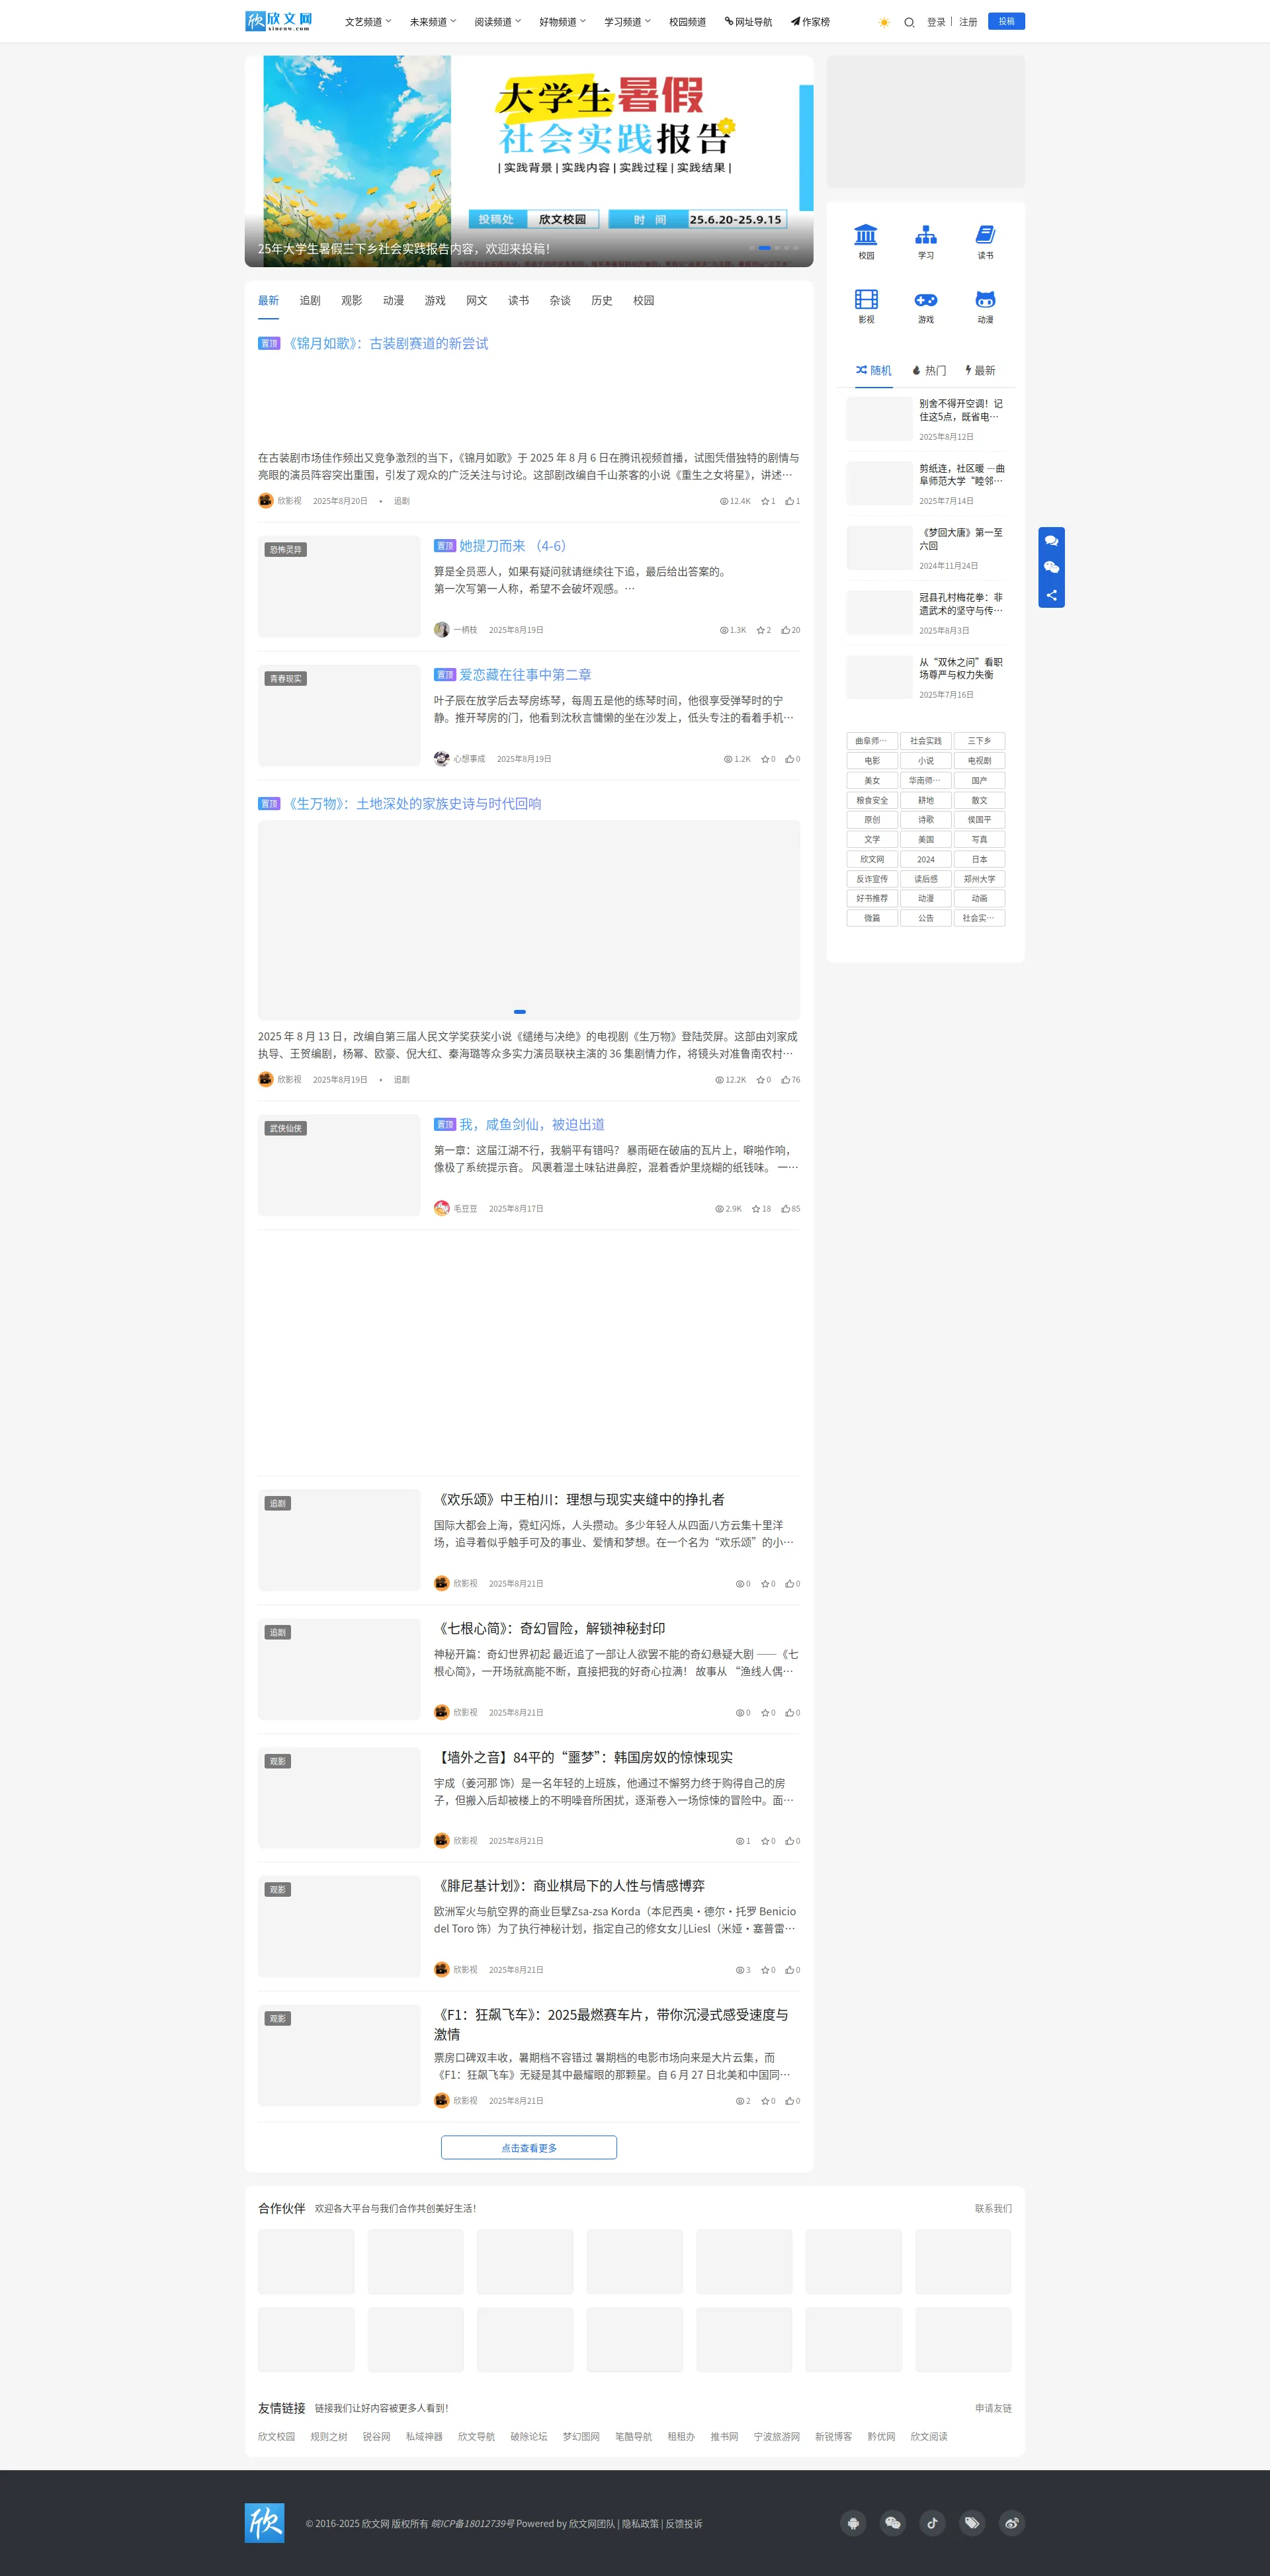 欣文网
xinenw.com
文艺频道
未来频道
阅读频道
好物频道
学习频道
校园频道
网址导航
作家榜
登录
注册
投稿
大学生暑假
社会实践报告
| 实践背景 | 实践内容 | 实践过程 | 实践结果 |
投稿处 欣文校园 时 间 25.6.20-25.9.15
25年大学生暑假三下乡社会实践报告内容，欢迎来投稿！
校园
学习
读书
影视
游戏
动漫
最新
追剧
观影
动漫
游戏
网文
读书
杂谈
历史
校园
置顶 《锦月如歌》：古装剧赛道的新尝试
在古装剧市场佳作频出又竞争激烈的当下，《锦月如歌》于 2025 年 8 月 6 日在腾讯视频首播，试图凭借独特的剧情与
亮眼的演员阵容突出重围，引发了观众的广泛关注与讨论。这部剧改编自千山茶客的小说《重生之女将星》，讲述…
欣影视 2025年8月20日 • 追剧 12.4K 1 1
恐怖灵异
置顶 她提刀而来 （4-6）
算是全员恶人，如果有疑问就请继续往下追，最后给出答案的。
第一次写第一人称，希望不会破坏观感。…
一柄枝 2025年8月19日 1.3K 2 20
青春现实
置顶 爱恋藏在往事中第二章
叶子辰在放学后去琴房练琴，每周五是他的练琴时间，他很享受弹琴时的宁
静。推开琴房的门，他看到沈秋言慵懒的坐在沙发上，低头专注的看着手机…
心想事成 2025年8月19日 1.2K 0 0
置顶 《生万物》：土地深处的家族史诗与时代回响
2025 年 8 月 13 日，改编自第三届人民文学奖获奖小说《缱绻与决绝》的电视剧《生万物》登陆荧屏。这部由刘家成
执导、王贺编剧，杨幂、欧豪、倪大红、秦海璐等众多实力演员联袂主演的 36 集剧情力作，将镜头对准鲁南农村…
欣影视 2025年8月19日 • 追剧 12.2K 0 76
武侠仙侠
置顶 我，咸鱼剑仙，被迫出道
第一章：这届江湖不行，我躺平有错吗？ 暴雨砸在破庙的瓦片上，噼啪作响，
像极了系统提示音。 风裹着湿土味钻进鼻腔，混着香炉里烧糊的纸钱味。 一…
毛豆豆 2025年8月17日 2.9K 18 85
追剧
《欢乐颂》中王柏川：理想与现实夹缝中的挣扎者
国际大都会上海，霓虹闪烁，人头攒动。多少年轻人从四面八方云集十里洋
场，追寻着似乎触手可及的事业、爱情和梦想。在一个名为“欢乐颂”的小…
欣影视 2025年8月21日 0 0 0
追剧
《七根心简》：奇幻冒险，解锁神秘封印
神秘开篇：奇幻世界初起 最近追了一部让人欲罢不能的奇幻悬疑大剧 ——《七
根心简》，一开场就高能不断，直接把我的好奇心拉满！ 故事从 “渔线人偶…
欣影视 2025年8月21日 0 0 0
观影
【墙外之音】84平的“噩梦”：韩国房奴的惊悚现实
宇成（姜河那 饰）是一名年轻的上班族，他通过不懈努力终于购得自己的房
子，但搬入后却被楼上的不明噪音所困扰，逐渐卷入一场惊悚的冒险中。面…
欣影视 2025年8月21日 1 0 0
观影
《腓尼基计划》：商业棋局下的人性与情感博弈
欧洲军火与航空界的商业巨擘Zsa-zsa Korda（本尼西奥・德尔・托罗 Benicio
del Toro 饰）为了执行神秘计划，指定自己的修女女儿Liesl（米娅・塞普雷…
欣影视 2025年8月21日 3 0 0
观影
《F1：狂飙飞车》：2025最燃赛车片，带你沉浸式感受速度与
激情
票房口碑双丰收，暑期档不容错过 暑期档的电影市场向来是大片云集，而
《F1：狂飙飞车》无疑是其中最耀眼的那颗星。自 6 月 27 日北美和中国同…
欣影视 2025年8月21日 2 0 0
点击查看更多
随机
热门
最新
别舍不得开空调！记
住这5点，既省电…
2025年8月12日
剪纸连，社区暖 —曲
阜师范大学“睦邻…
2025年7月14日
《梦回大唐》第一至
六回
2024年11月24日
冠县孔村梅花拳：非
遗武术的坚守与传…
2025年8月3日
从“双休之问”看职
场尊严与权力失衡
2025年7月16日
曲阜师… 社会实践 三下乡
电影 小说 电视剧
美女 华南师… 国产
粮食安全 耕地 散文
原创 诗歌 侯国平
文学 美国 写真
欣文网 2024 日本
反诈宣传 读后感 郑州大学
好书推荐 动漫 动画
微篇 公告 社会实…
合作伙伴 欢迎各大平台与我们合作共创美好生活！ 联系我们
友情链接 链接我们让好内容被更多人看到！ 申请友链
欣文校园 规则之树 锐谷网 私域神器 欣文导航 破除论坛 梦幻图网 笔酷导航 租租办 推书网 宁波旅游网 新锐博客 黔优网 欣文阅读
欣
© 2016-2025 欣文网 版权所有 皖ICP备18012739号 Powered by 欣文网团队 | 隐私政策 | 反馈投诉